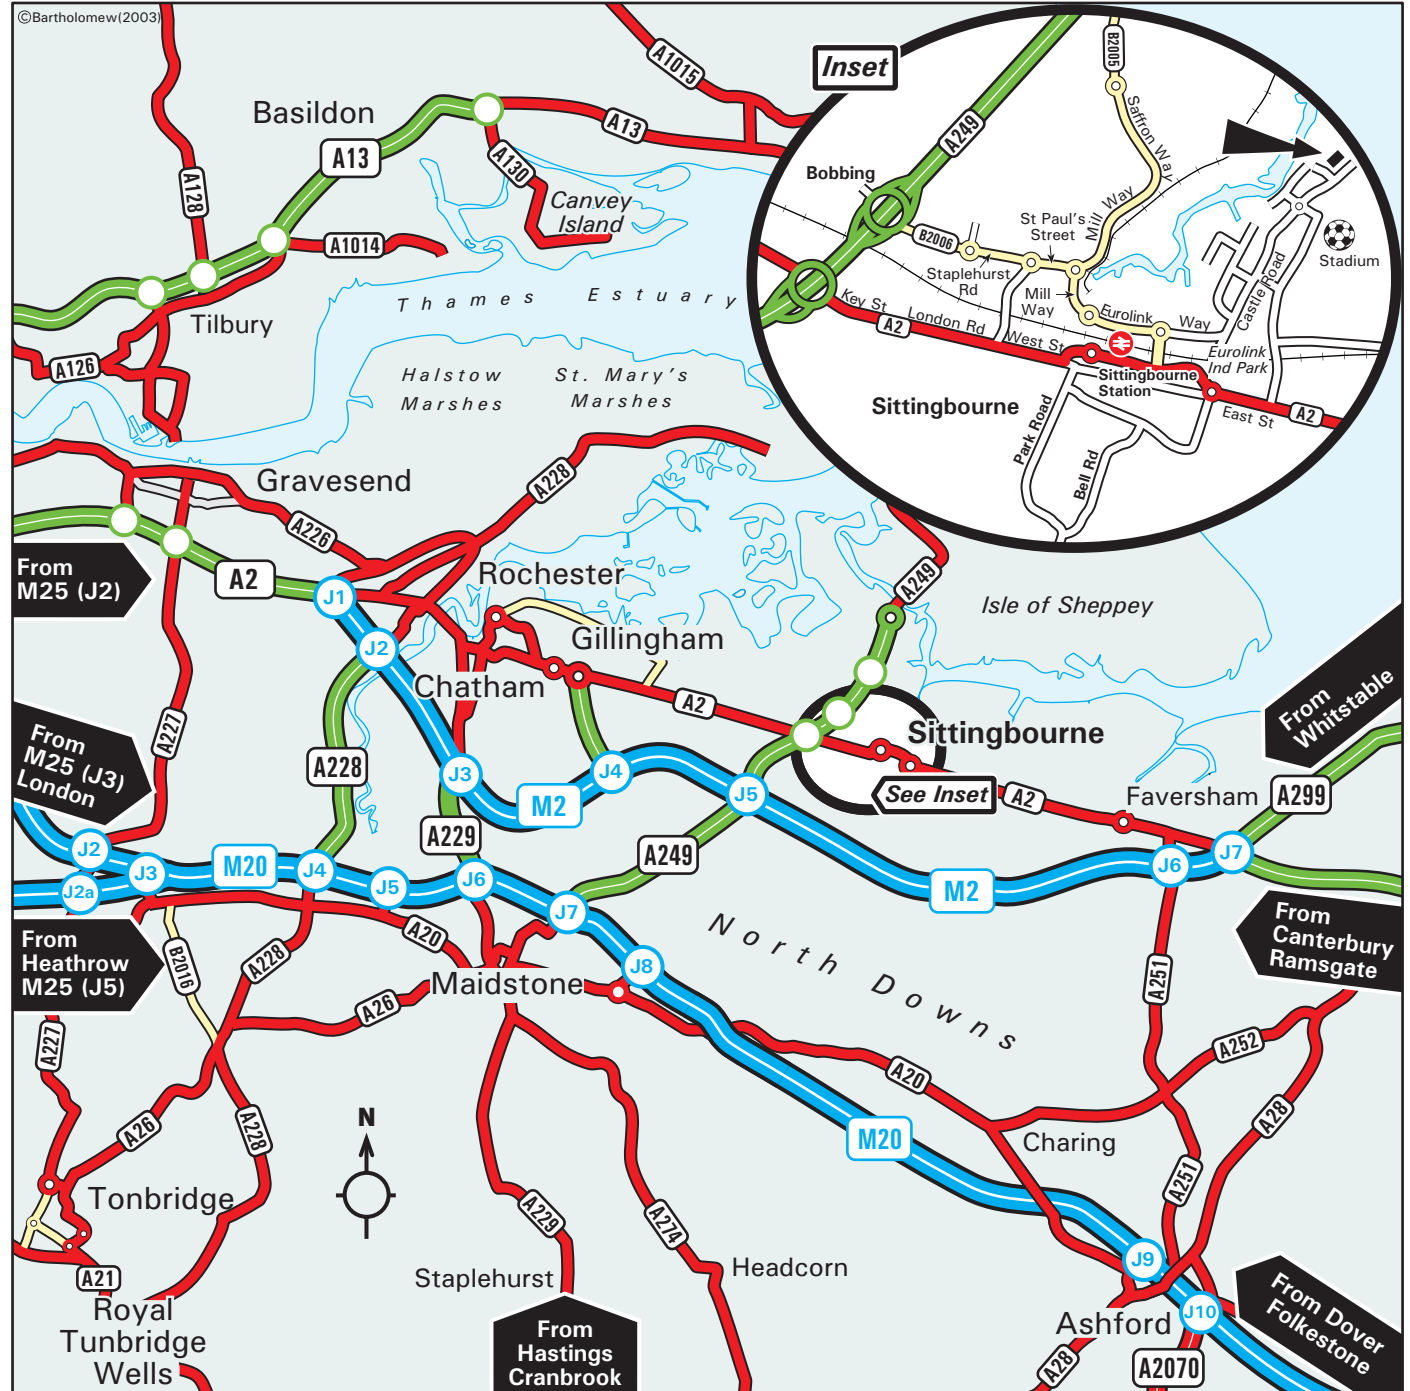 ©Bartholomew(2003)
Inset
Basildon
A13
A128
A1014
A130
A13
A1015
Canvey
Island
Tilbury
A126
Thames Estuary
Halstow
Marshes
St. Mary's
Marshes
B2005
Saffron Way
A249
Bobbing
B2006
Staplehurst
Rd
St Paul's
Street
Mill Way
Mill
Way
Key St
A2
London Rd
West St
Eurolink
Way
Castle Road
Stadium
Eurolink
Ind Park
Sittingbourne
Station
Sittingbourne
East St
A2
Park Road
Bell Rd
Gravesend
A226
A228
From
M25 (J2)
A2
J1
J2
Rochester
Gillingham
Chatham
A2
A249
Isle of Sheppey
Sittingbourne
See Inset
A2
Faversham
A299
From
Whitstable
From
M25 (J3)
London
A227
A228
J3
M2
J4
J5
A229
A249
M2
J6
J7
J2
J2a
J3
M20
J4
J5
J6
J7
J8
From
Heathrow
M25 (J5)
B2016
A228
A20
Maidstone
A26
North Downs
From
Canterbury
Ramsgate
A251
A252
A227
A26
A228
N
A20
M20
Charing
A28
A251
Tonbridge
A21
Royal
Tunbridge
Wells
A229
A274
Staplehurst
Headcorn
From
Hastings
Cranbrook
J9
J10
Ashford
A28
A2070
From Dover
Folkestone